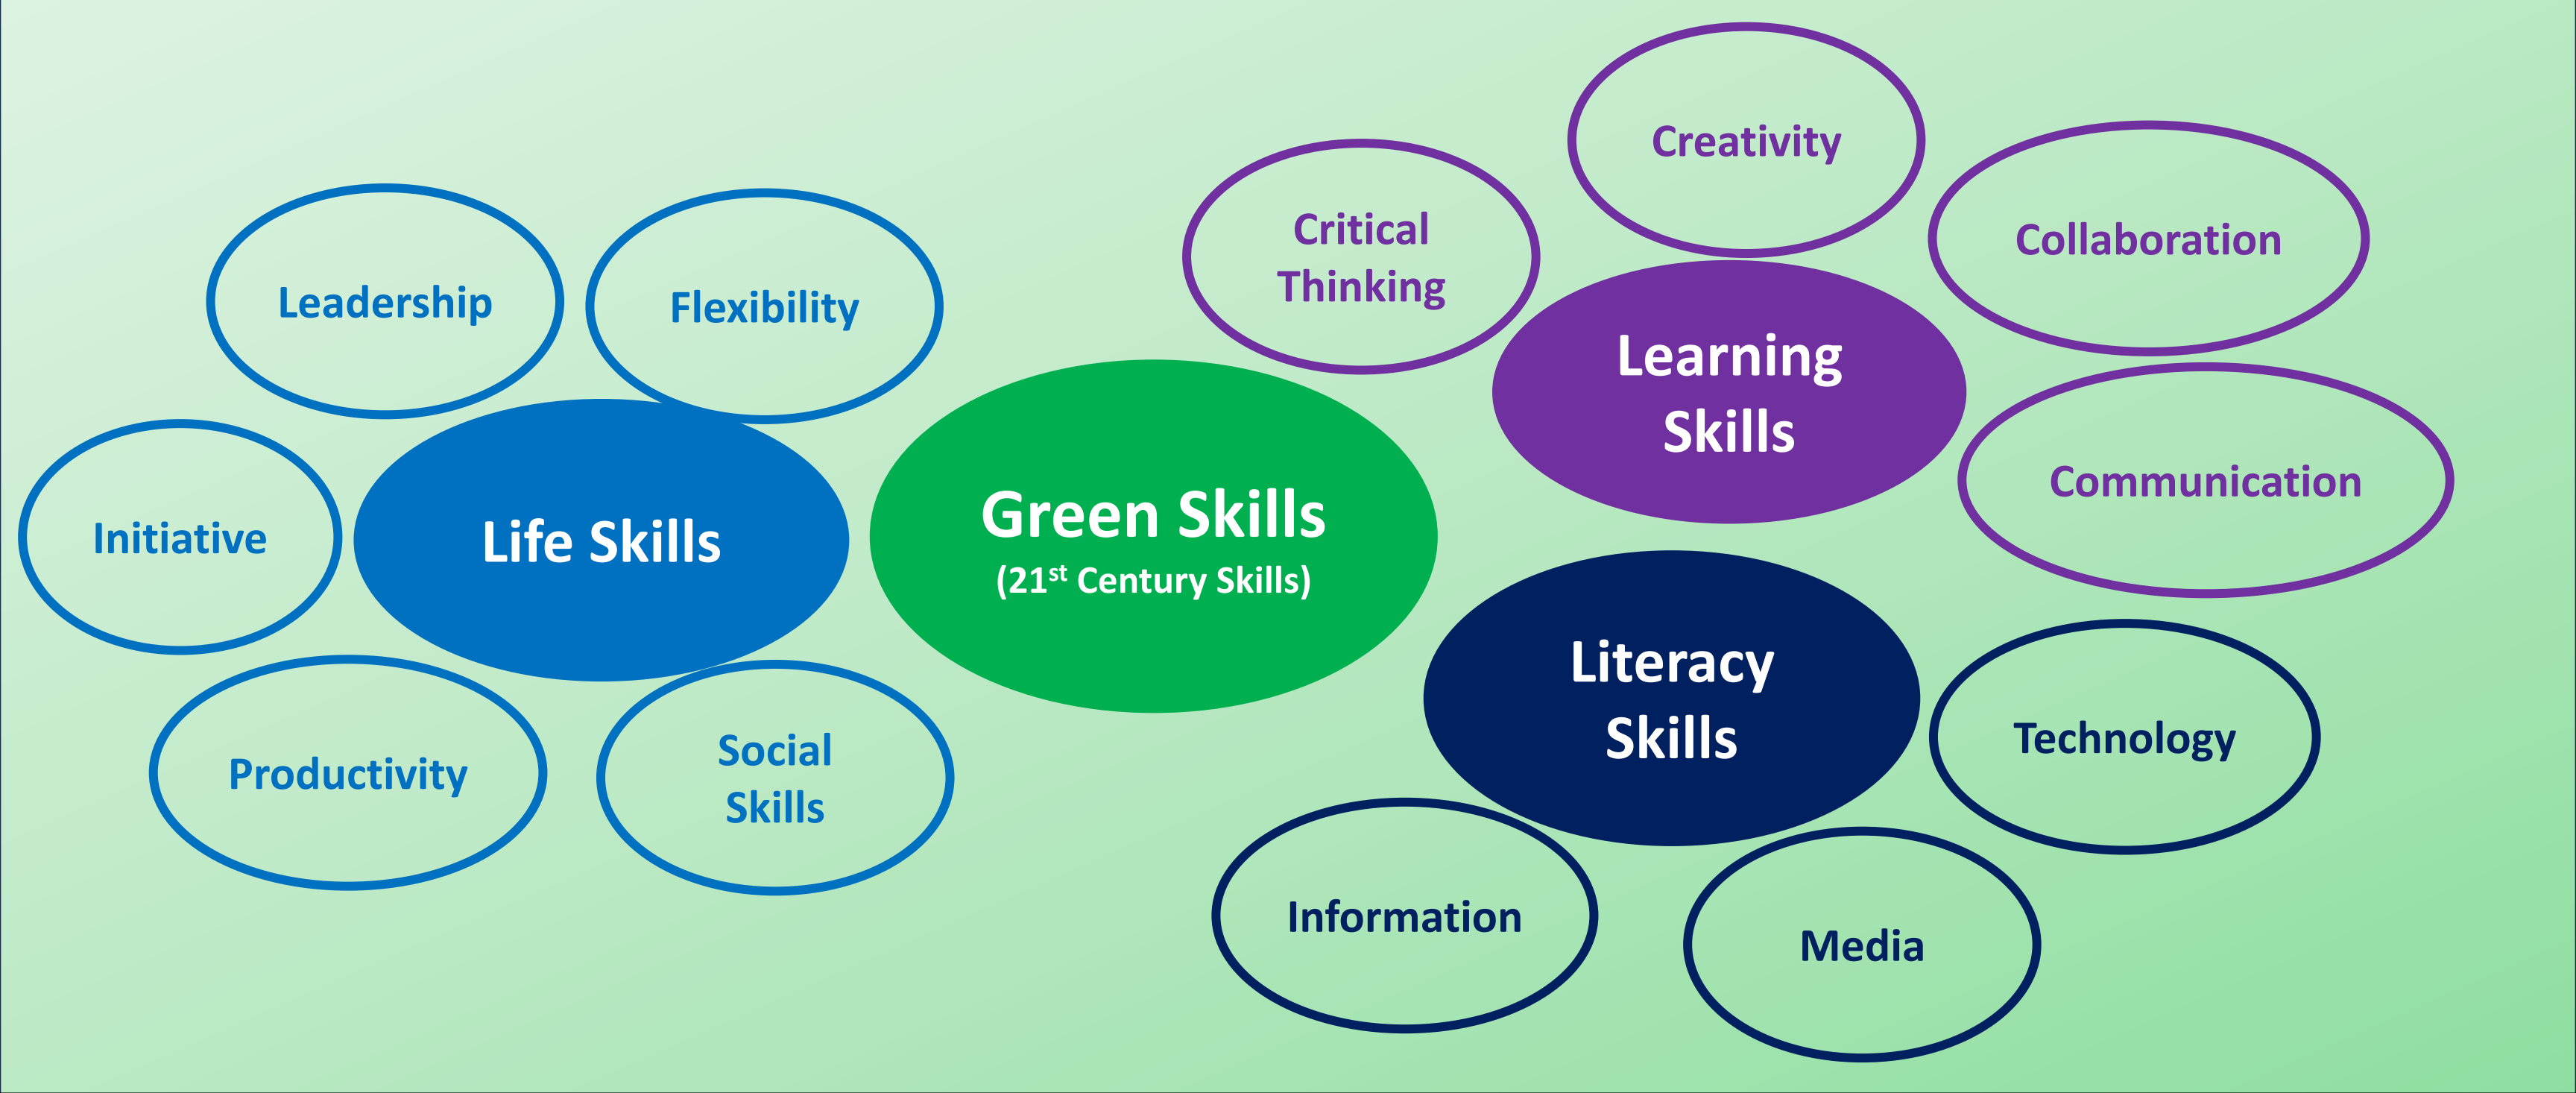 Leadership
Flexibility
Initiative
Life Skills
Productivity
Social
Skills
Green Skills
(21st Century Skills)
Critical
Thinking
Creativity
Collaboration
Learning
Skills
Communication
Literacy
Skills
Technology
Information
Media